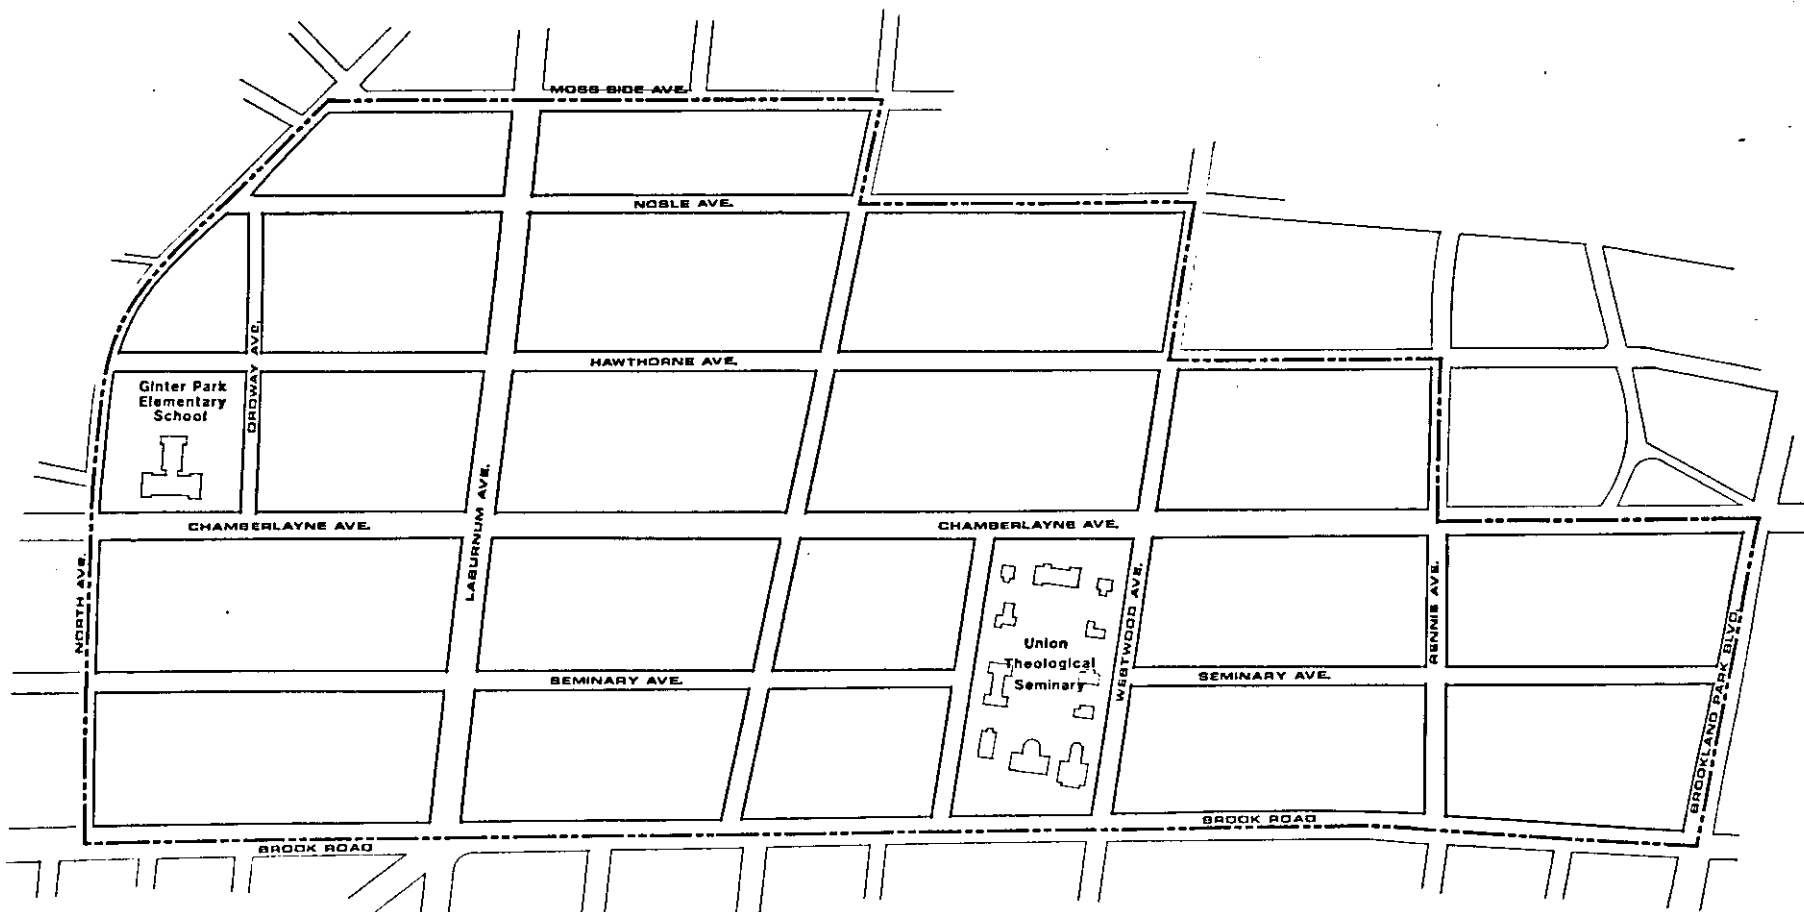 MOSS SIDE AVE.
NOBLE AVE.
ORDWAY AVE.
HAWTHORNE AVE.
Ginter Park
Elementary
School
LABURNUM AVE.
CHAMBERLAYNE AVE.
CHAMBERLAYNE AVE.
NORTH AVE.
WESTWOOD AVE.
RENNIE AVE.
Union
Theological
Seminary
SEMINARY AVE.
SEMINARY AVE.
BROOKLAND PARK BLVD.
BROOK ROAD
BROOK ROAD